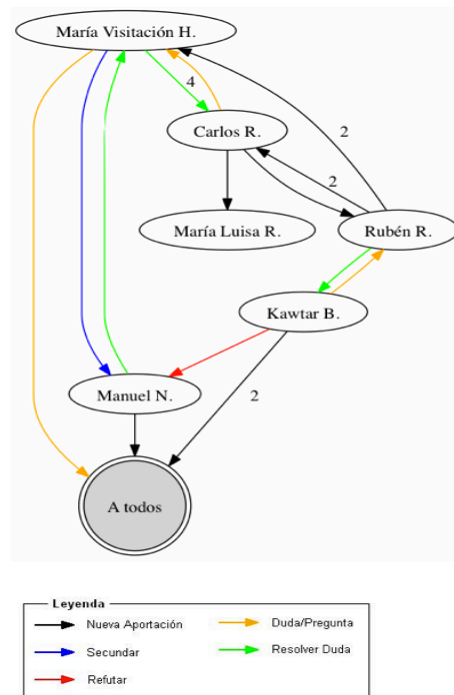 María Visitación H.
4
Carlos R.
2
2
María Luisa R.
Rubén R.
Kawtar B.
Manuel N.
2
A todos
Leyenda
Nueva Aportación
Duda/Pregunta
Secundar
Resolver Duda
Refutar